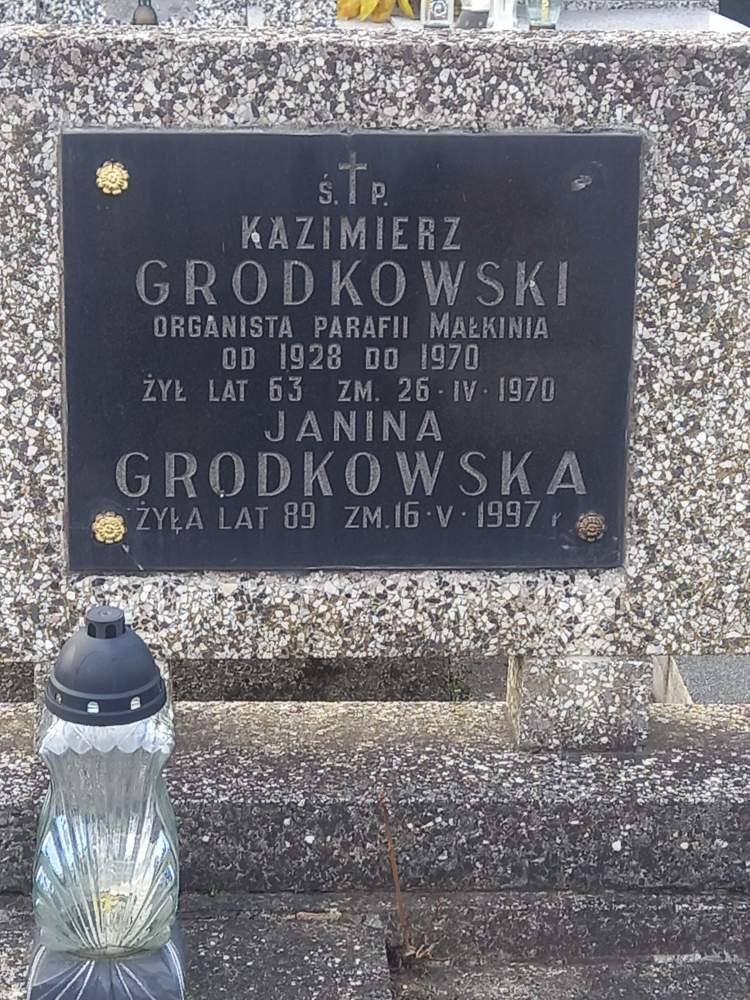 Ś. P.
KAZIMIERZ
GRODKOWSKI
ORGANISTA PARAFII MAŁKINIA
OD 1928 DO 1970
ŻYŁ LAT 63 ZM. 26·IV·1970
JANINA
GRODKOWSKA
ŻYŁA LAT 89 ZM. 16·V·1997 r